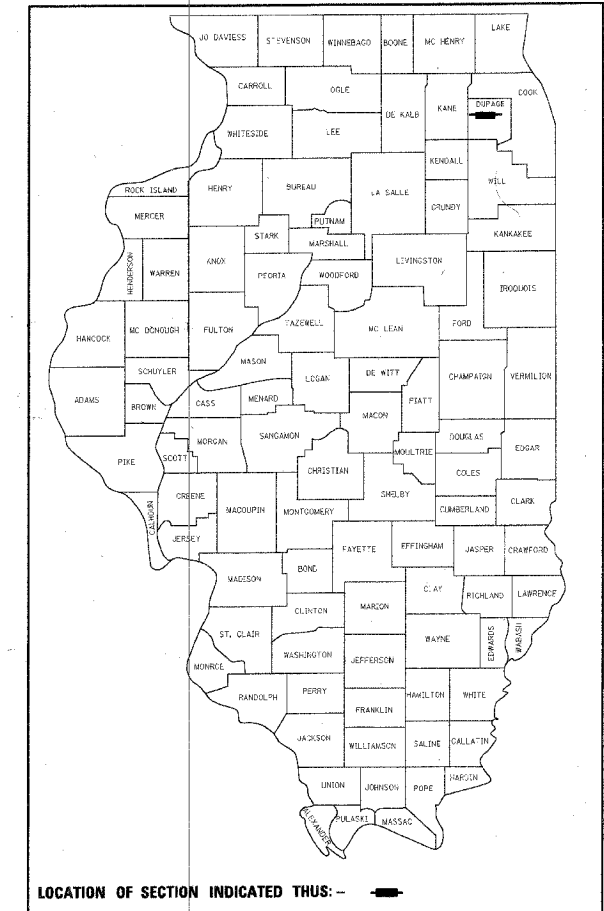 LAKE
JO DAVIESS STEVENSON WINNEBAGO BOONE MC HENRY
CARROLL OGLE COOK
DE KALB KANE DUPAGE
WHITESIDE LEE
KENDALL
ROCK ISLAND HENRY BUREAU LA SALLE WILL
MERCER PUTNAM GRUNDY
STARK KANKAKEE
MARSHALL
HENDERSON WARREN KNOX PEORIA WOODFORD LIVINGSTON
IROQUOIS
HANCOCK MC DONOUGH FULTON TAZEWELL MC LEAN FORD
MASON
SCHUYLER LOGAN DE WITT CHAMPAIGN VERMILION
ADAMS BROWN CASS MENARD PIATT
MACON
MORGAN SANGAMON DOUGLAS
PIKE SCOTT CHRISTIAN MOULTRIE COLES EDGAR
GREENE MACOUPIN SHELBY
CALHOUN MONTGOMERY CUMBERLAND CLARK
JERSEY
FAYETTE EFFINGHAM JASPER CRAWFORD
MADISON BOND
CLAY RICHLAND LAWRENCE
CLINTON MARION
ST. CLAIR WAYNE EDWARDS WABASH
WASHINGTON JEFFERSON
MONROE
RANDOLPH PERRY HAMILTON WHITE
FRANKLIN
JACKSON WILLIAMSON SALINE GALLATIN
UNION JOHNSON POPE HARDIN
ALEXANDER PULASKI MASSAC
LOCATION OF SECTION INDICATED THUS: –